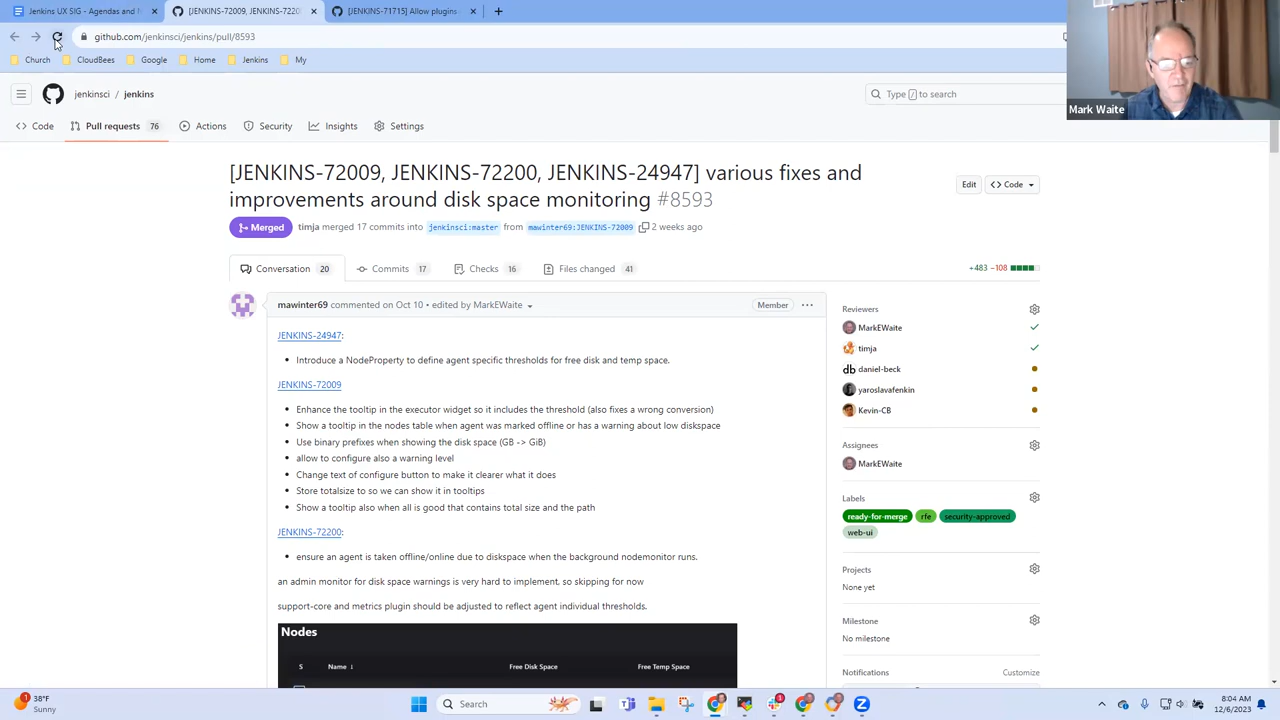 Jenkins UX SIG - Agendas and N
[JENKINS-72009, JENKINS-7220
[JENKINS-71715] Allow plugins
github.com/jenkinsci/jenkins/pull/8593
Church
CloudBees
Google
Home
Jenkins
My
jenkinsci / jenkins
Type / to search
Code
Pull requests 76
Actions
Security
Insights
Settings
Mark Waite
[JENKINS-72009, JENKINS-72200, JENKINS-24947] various fixes and
improvements around disk space monitoring #8593
Edit
<> Code
Merged
timja merged 17 commits into jenkinsci:master from mawinter69:JENKINS-72009 2 weeks ago
Conversation 20
Commits 17
Checks 16
Files changed 41
+483 −108
mawinter69 commented on Oct 10 • edited by MarkEWaite
Member
JENKINS-24947:
• Introduce a NodeProperty to define agent specific thresholds for free disk and temp space.
JENKINS-72009
• Enhance the tooltip in the executor widget so it includes the threshold (also fixes a wrong conversion)
• Show a tooltip in the nodes table when agent was marked offline or has a warning about low diskspace
• Use binary prefixes when showing the disk space (GB -> GiB)
• allow to configure also a warning level
• Change text of configure button to make it clearer what it does
• Store totalsize to so we can show it in tooltips
• Show a tooltip also when all is good that contains total size and the path
JENKINS-72200:
• ensure an agent is taken offline/online due to diskspace when the background nodemonitor runs.
an admin monitor for disk space warnings is very hard to implement, so skipping for now
support-core and metrics plugin should be adjusted to reflect agent individual thresholds.
Nodes
S
Name ↓
Free Disk Space
Free Temp Space
Reviewers
MarkEWaite
timja
db daniel-beck
yaroslavafenkin
Kevin-CB
Assignees
MarkEWaite
Labels
ready-for-merge
rfe
security-approved
web-ui
Projects
None yet
Milestone
No milestone
Notifications
Customize
38°F
Sunny
Search
8:04 AM
12/6/2023